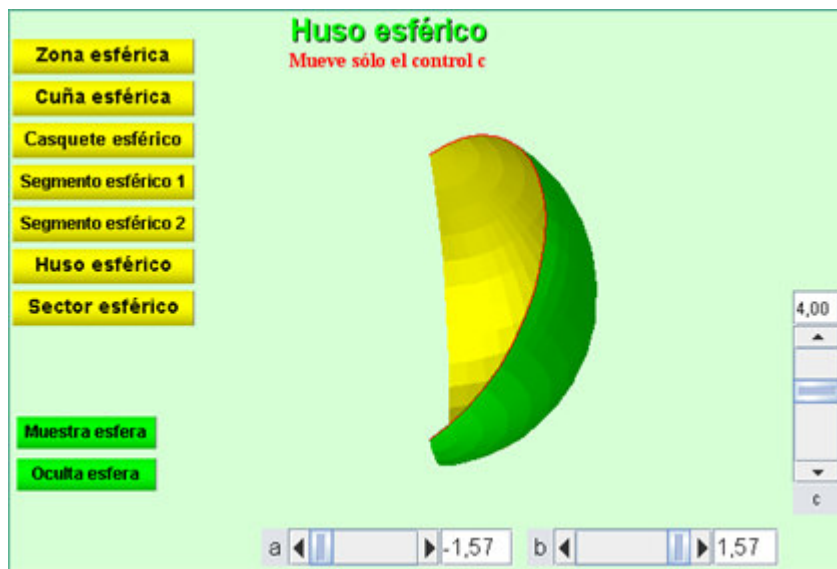 Huso esférico
Mueve sólo el control c
Zona esférica
Cuña esférica
Casquete esférico
Segmento esférico 1
Segmento esférico 2
Huso esférico
Sector esférico
4,00
c
Muestra esfera
Oculta esfera
a -1,57 b 1,57